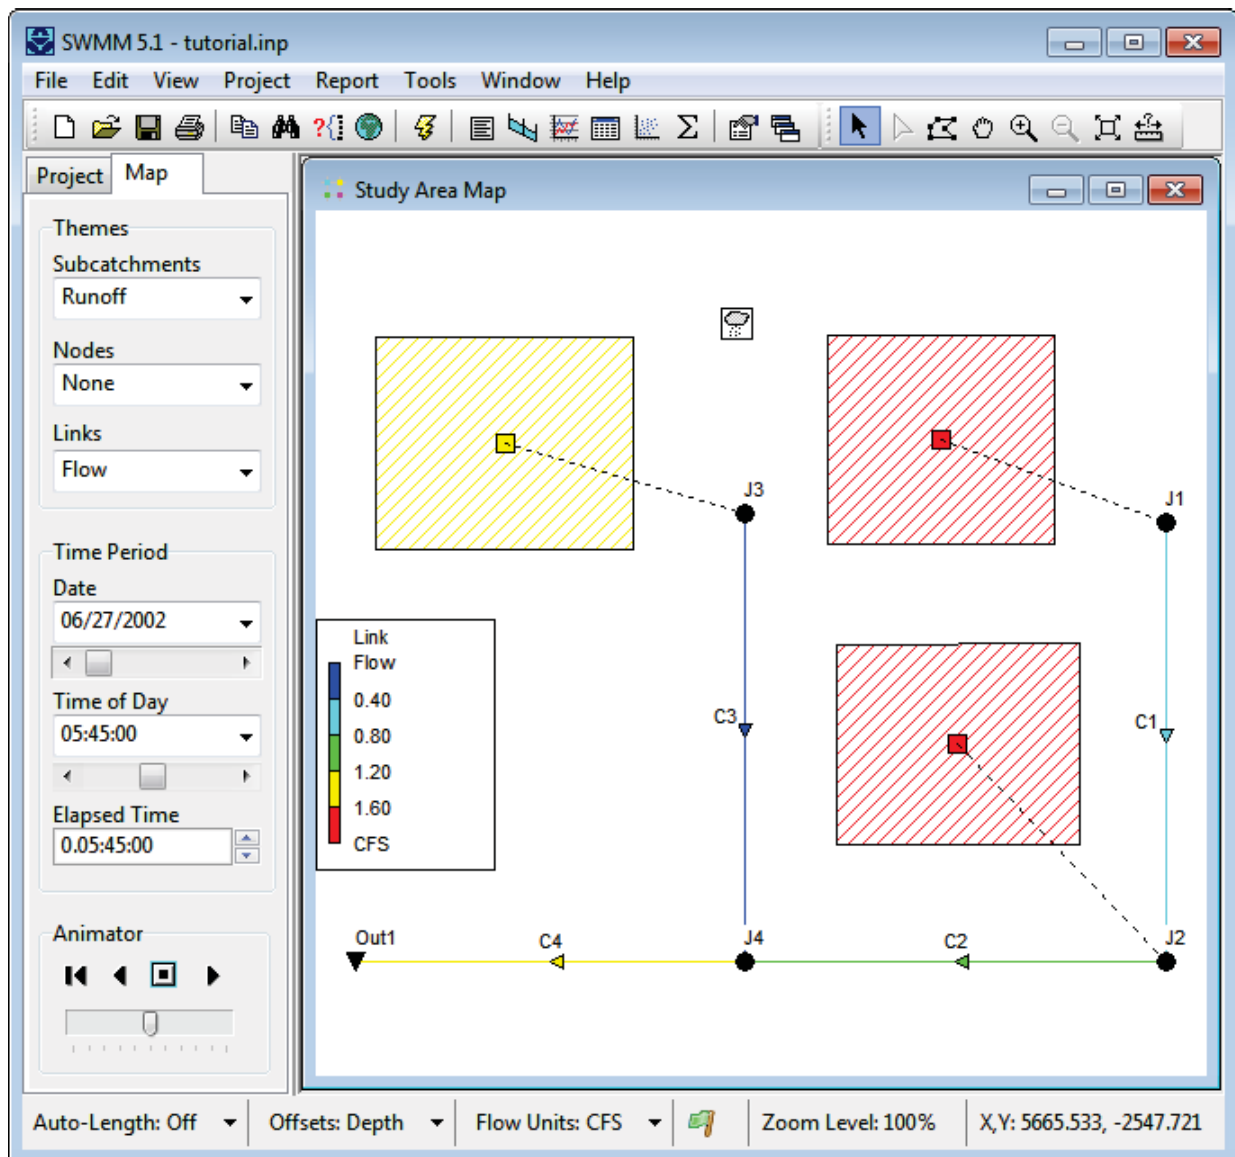 SWMM 5.1 - tutorial.inp
File Edit View Project Report Tools Window Help
Project Map
Themes
Subcatchments
Runoff
Nodes
None
Links
Flow
Time Period
Date
06/27/2002
Time of Day
05:45:00
Elapsed Time
0.05:45:00
Animator
Study Area Map
J3
J1
C3
C1
Link
Flow
0.40
0.80
1.20
1.60
CFS
Out1
C4
J4
C2
J2
Auto-Length: Off Offsets: Depth Flow Units: CFS Zoom Level: 100% X,Y: 5665.533, -2547.721